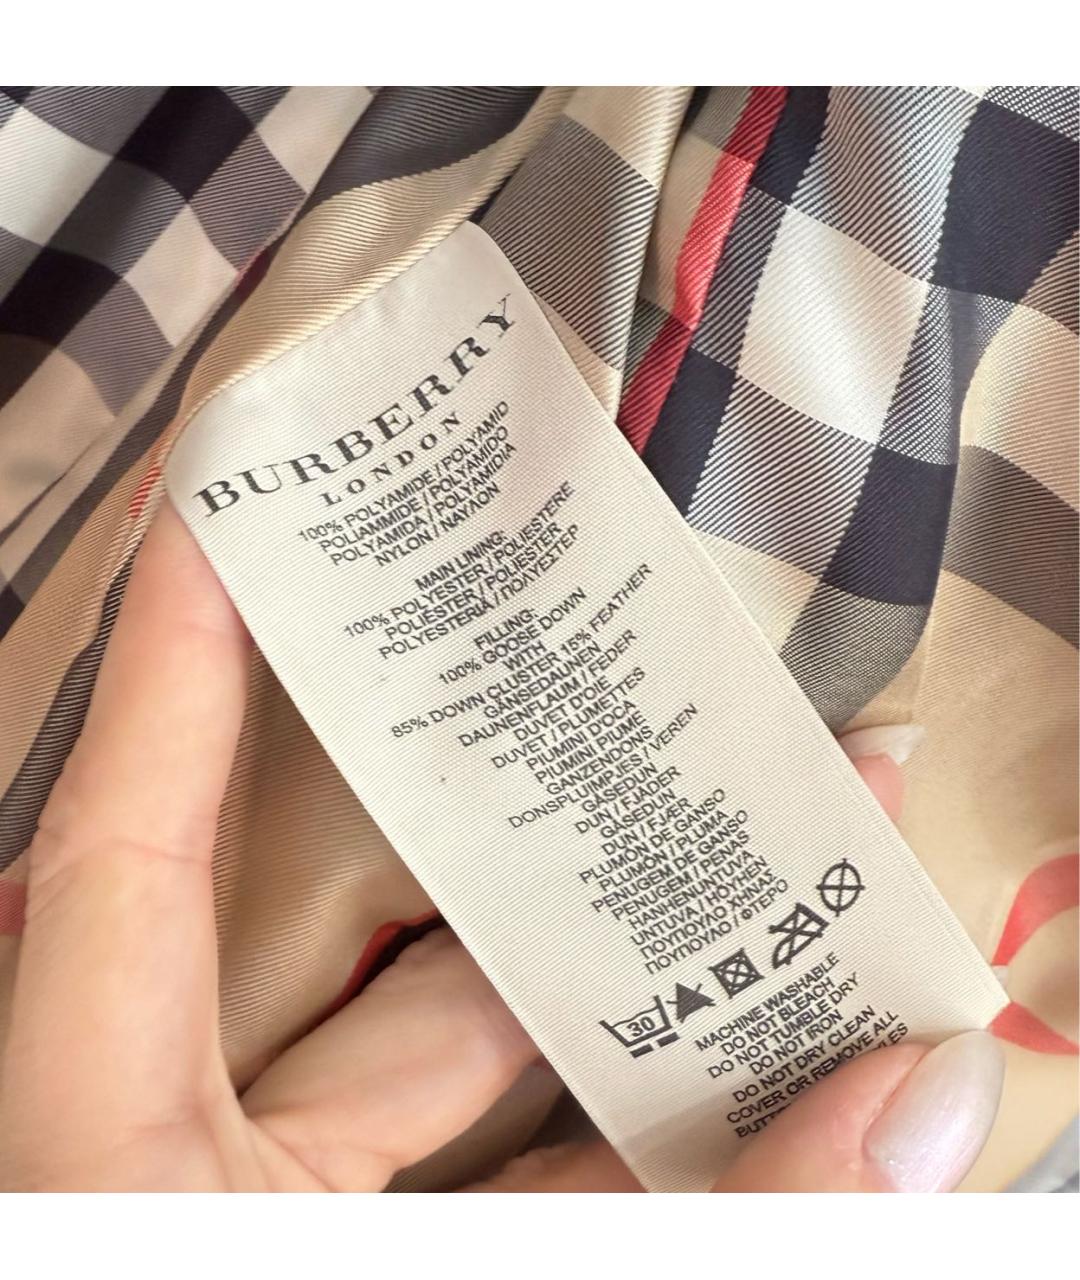 BURBERRY
LONDON
100% POLYAMIDE / POLYAMID
POLIAMMIDE / POLYAMIDO
POLYAMIDA / POLYAMIDIA
NYLON / ΝΑΥΛΟΝ
MAIN LINING:
100% POLYESTER / POLIESTERE
POLIESTER / POLIESTER
POLYESTERIA / ΠΟΛΥΕΣΤΕΡ
FILLING:
100% GOOSE DOWN
WITH
85% DOWN CLUSTER 15% FEATHER
GÄNSEDAUNEN
DAUNENFLAUM / FEDER
DUVET D'OIE
DUVET / PLUMETTES
PIUMINI D'OCA
PIUMINI PIUME
GANZENDONS
DONSPLUIMPJES / VEREN
GÅSEDUN
DUN / FJÄDER
GÅSEDUN
DUN / FJÆR
PLUMÓN DE GANSO
PLUMÓN / PLUMA
PENUGEM DE GANSO
PENUGEM / PENAS
HANHENUNTUVA
UNTUVA / HÖYHEN
ΠΟΥΠΟΥΛΟ ΧΗΝΑΣ
ΠΟΥΠΟΥΛΟ / ΦΤΕΡΟ
30
MACHINE WASHABLE
DO NOT BLEACH
DO NOT TUMBLE DRY
DO NOT IRON
DO NOT DRY CLEAN
COVER OR REMOVE ALL